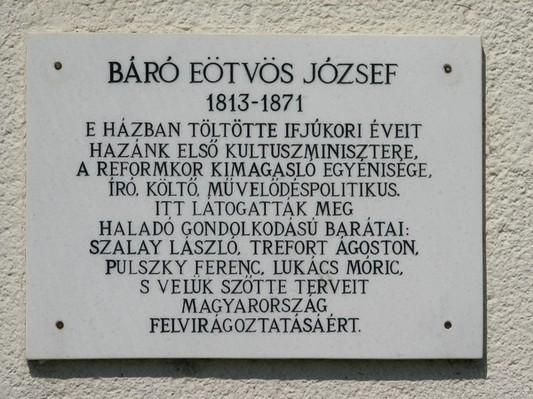 BÁRÓ EÖTVÖS JÓZSEF
1813-1871
E HÁZBAN TÖLTÖTTE IFJÚKORI ÉVEIT
HAZÁNK ELSŐ KULTUSZMINISZTERE,
A REFORMKOR KIMAGASLÓ EGYÉNISÉGE,
ÍRÓ, KÖLTŐ, MŰVELŐDÉSPOLITIKUS.
ITT LÁTOGATTÁK MEG
HALADÓ GONDOLKODÁSÚ BARÁTAI:
SZALAY LÁSZLÓ, TREFORT ÁGOSTON,
PULSZKY FERENC, LUKÁCS MÓRIC,
S VELÜK SZŐTTE TERVEIT
MAGYARORSZÁG
FELVIRÁGOZTATÁSÁÉRT.